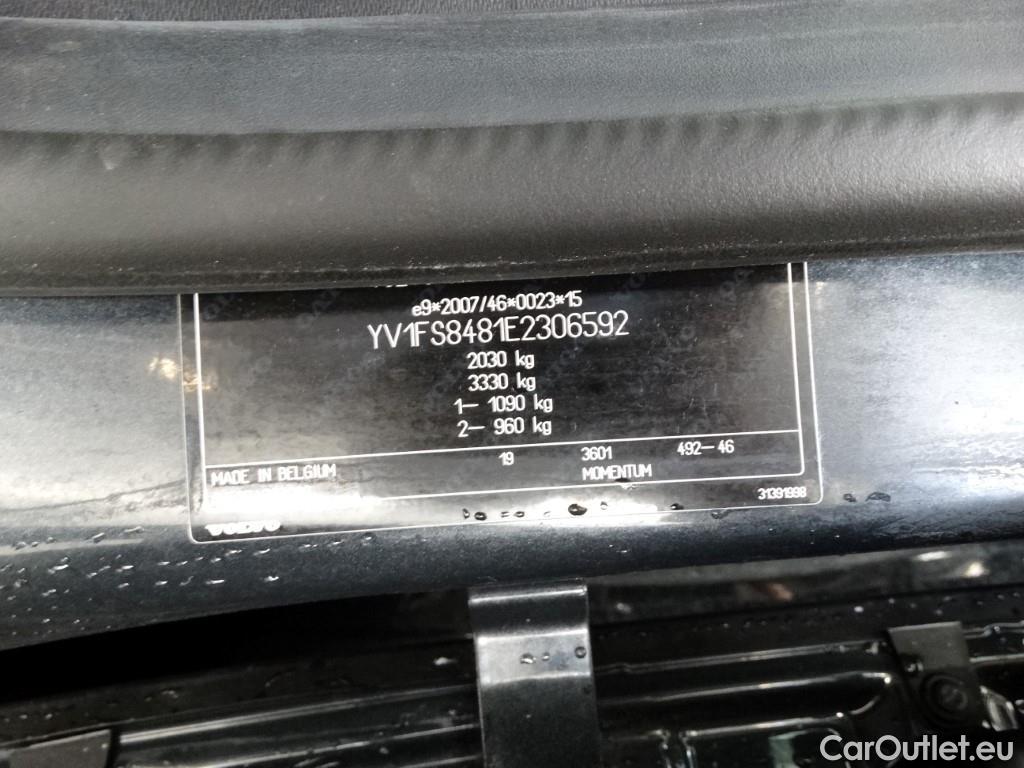 e9*2007/46*0023*15
YV1FS8481E2306592
2030 kg
3330 kg
1– 1090 kg
2– 960 kg
19 3601 492–46
MADE IN BELGIUM MOMENTUM
31391998
VOLVO
CarOutlet.eu